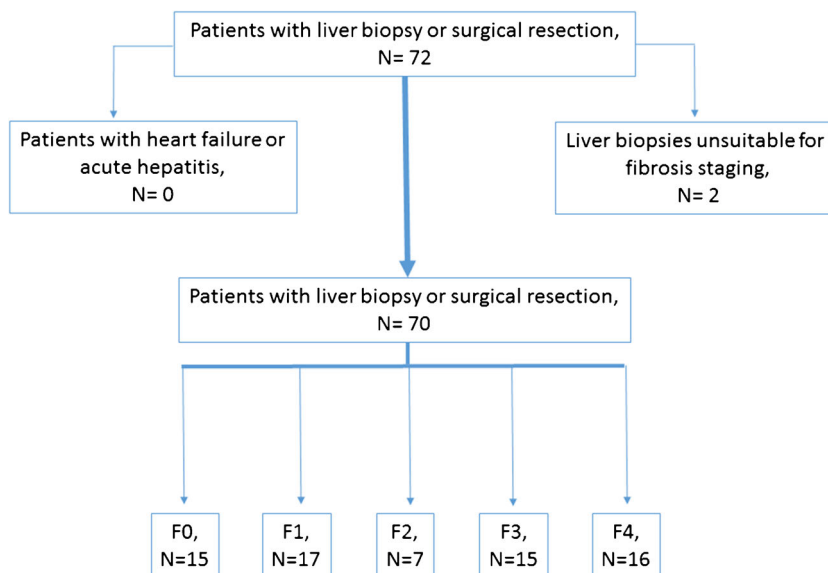 Patients with liver biopsy or surgical resection,
N= 72
Patients with heart failure or
acute hepatitis,
N= 0
Liver biopsies unsuitable for
fibrosis staging,
N= 2
Patients with liver biopsy or surgical resection,
N= 70
F0,
N=15
F1,
N=17
F2,
N=7
F3,
N=15
F4,
N=16